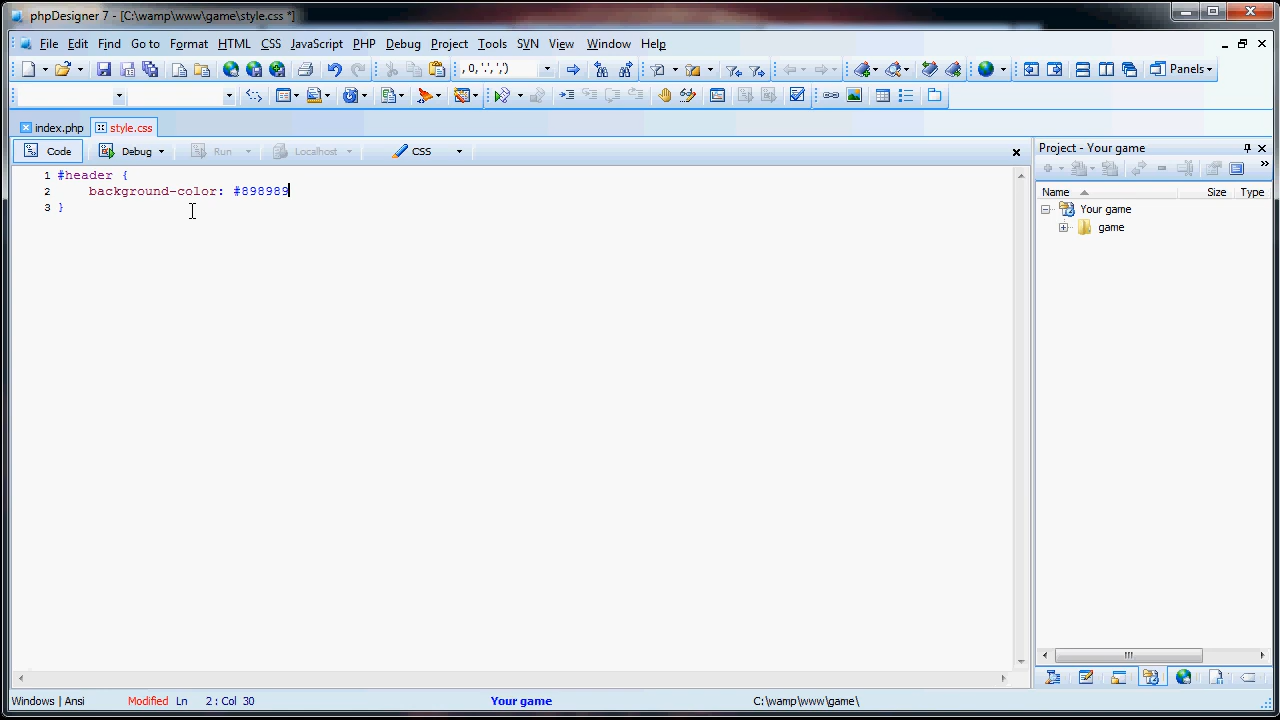 phpDesigner 7 - [C:\wamp\www\game\style.css *]
File Edit Find Go to Format HTML CSS JavaScript PHP Debug Project Tools SVN View Window Help
, 0,'.',',')
Panels
index.php style.css
Code Debug Run Localhost CSS
1 #header {
2 background-color: #898989
3 }
Project - Your game
Name Size Type
Your game
game
Windows | Ansi Modified Ln 2 : Col 30 Your game C:\wamp\www\game\